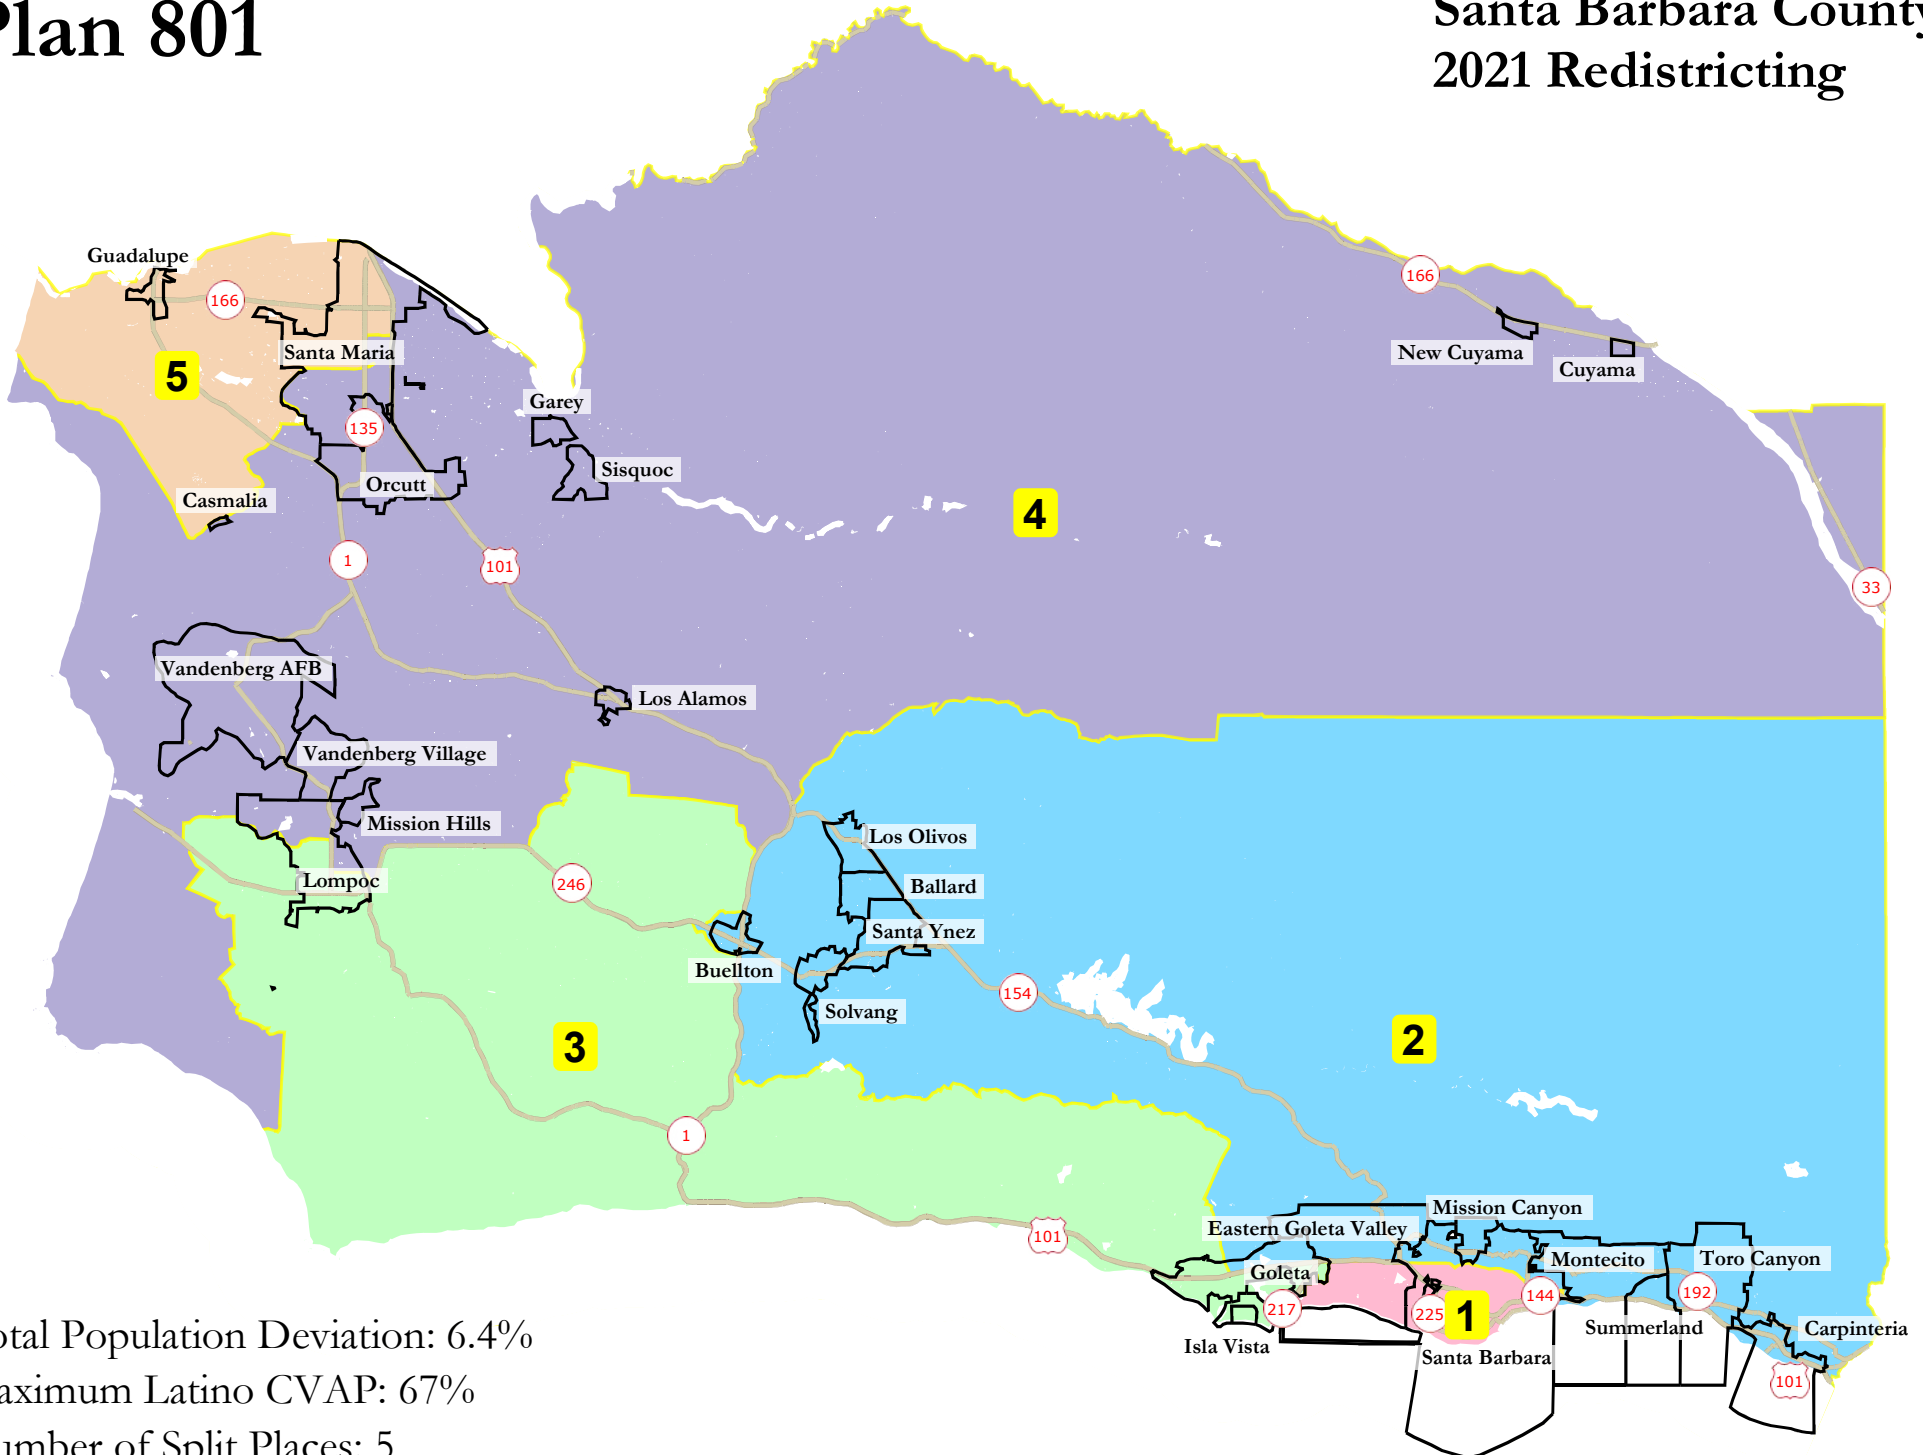 Plan 801
Santa Barbara County
2021 Redistricting
Guadalupe
166
Santa Maria
5
135
Orcutt
Casmalia
Garey
Sisquoc
4
166
New Cuyama
Cuyama
33
1
101
Vandenberg AFB
Los Alamos
Vandenberg Village
Mission Hills
Lompoc
246
Los Olivos
Ballard
Santa Ynez
Buellton
Solvang
154
3
2
1
101
Mission Canyon
Eastern Goleta Valley
Montecito
Toro Canyon
Goleta
217
225
1
144
192
Isla Vista
Summerland
Carpinteria
Santa Barbara
101
Total Population Deviation: 6.4%
Maximum Latino CVAP: 67%
Number of Split Places: 5